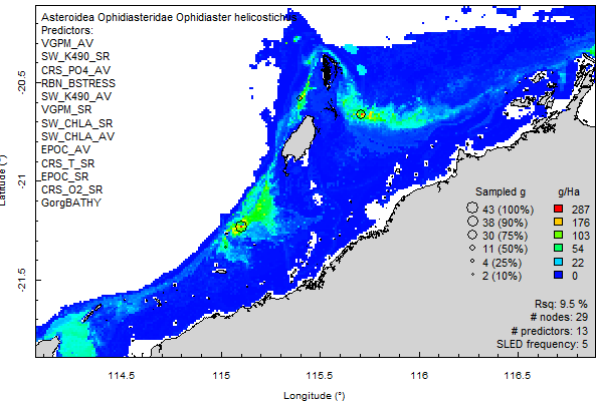 Asteroidea Ophidiasteridae Ophidiaster helicostichus
Predictors:
VGPM_AV
SW_K490_SR
CRS_PO4_AV
RBN_BSTRESS
SW_K490_AV
VGPM_SR
SW_CHLA_SR
SW_CHLA_AV
EPOC_AV
CRS_T_SR
EPOC_SR
CRS_O2_SR
GorgBATHY
-20.5
-21
-21.5
Latitude (°)
Sampled g g/Ha
43 (100%) 287
38 (90%) 176
30 (75%) 103
11 (50%) 54
4 (25%) 22
2 (10%) 0
Rsq: 9.5 %
# nodes: 29
# predictors: 13
SLED frequency: 5
114.5 115 115.5 116 116.5
Longitude (°)